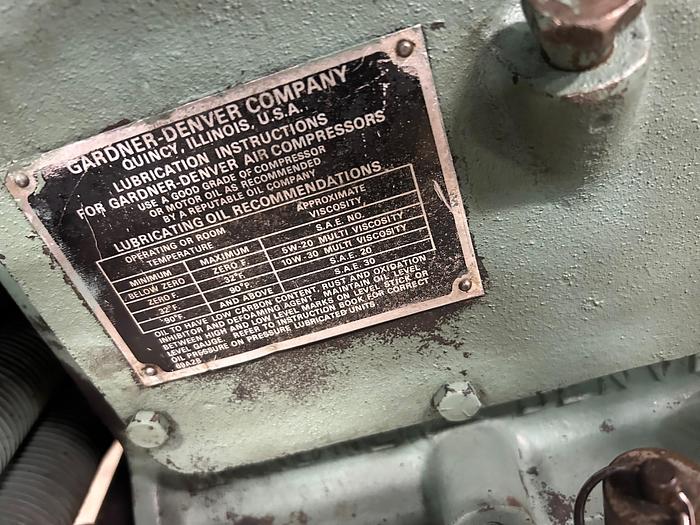 GARDNER-DENVER COMPANY
QUINCY, ILLINOIS, U.S.A.
LUBRICATION INSTRUCTIONS
FOR GARDNER-DENVER AIR COMPRESSORS
USE A GOOD GRADE OF COMPRESSOR
OR MOTOR OIL AS RECOMMENDED
BY A REPUTABLE OIL COMPANY
LUBRICATING OIL RECOMMENDATIONS
OPERATING OR ROOM TEMPERATURE APPROXIMATE VISCOSITY,
MINIMUM MAXIMUM S.A.E. NO.
BELOW ZERO ZERO F. 5W-20 MULTI VISCOSITY
ZERO F. 32°F. 10W-30 MULTI VISCOSITY
32°F. 90°F. S.A.E. 20
90°F. AND ABOVE S.A.E. 30
OIL TO HAVE LOW CARBON CONTENT, RUST AND OXIDATION
INHIBITOR AND DEFOAMING AGENT. MAINTAIN OIL LEVEL
BETWEEN HIGH AND LOW LEVEL MARKS ON LEVEL STICK OR
LEVEL GAUGE. REFER TO INSTRUCTION BOOK FOR CORRECT
OIL PRESSURE ON PRESSURE LUBRICATED UNITS.
69A28